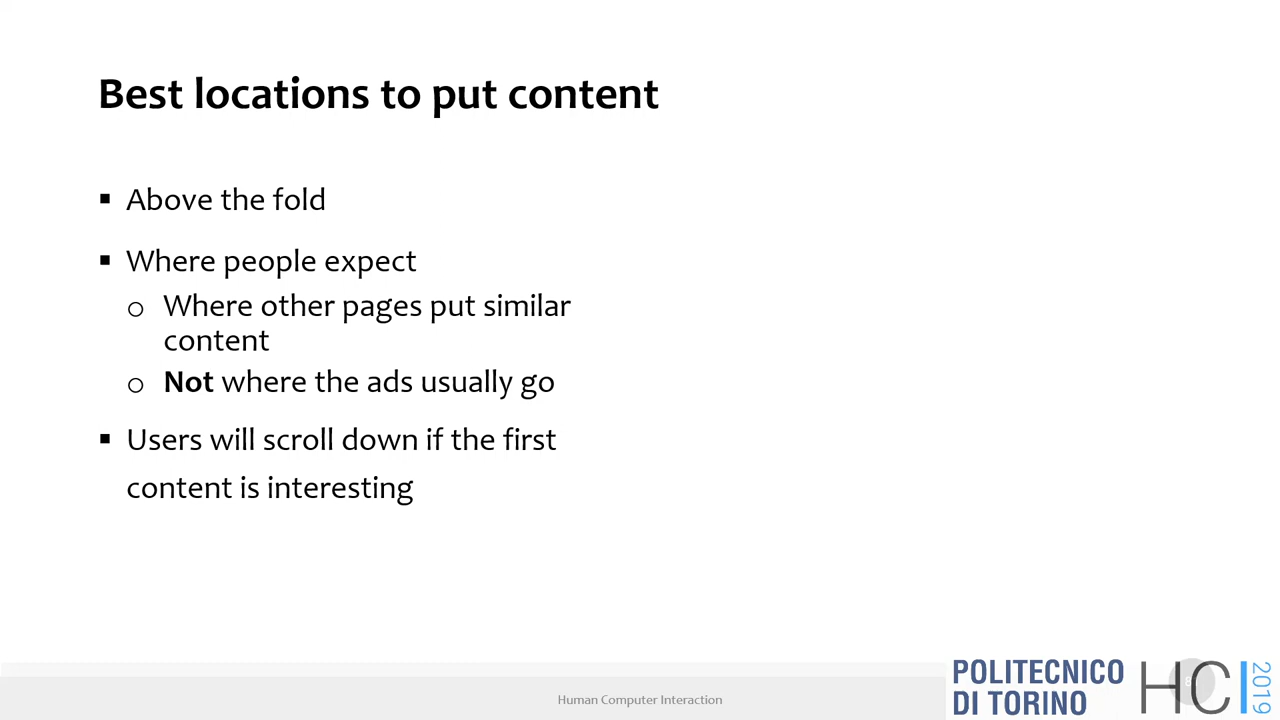 Best locations to put content
▪ Above the fold
▪ Where people expect
o Where other pages put similar
content
o Not where the ads usually go
▪ Users will scroll down if the first
content is interesting
Human Computer Interaction
POLITECNICO
DI TORINO
HCI
2019